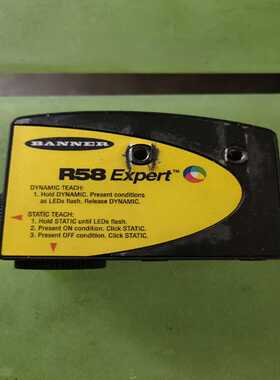 BANNER
R58 Expert™
DYNAMIC TEACH:
1. Hold DYNAMIC. Present conditions
as LEDs flash. Release DYNAMIC.
STATIC TEACH:
1. Hold STATIC until LEDs flash.
2. Present ON condition. Click STATIC.
3. Present OFF condition. Click STATIC.